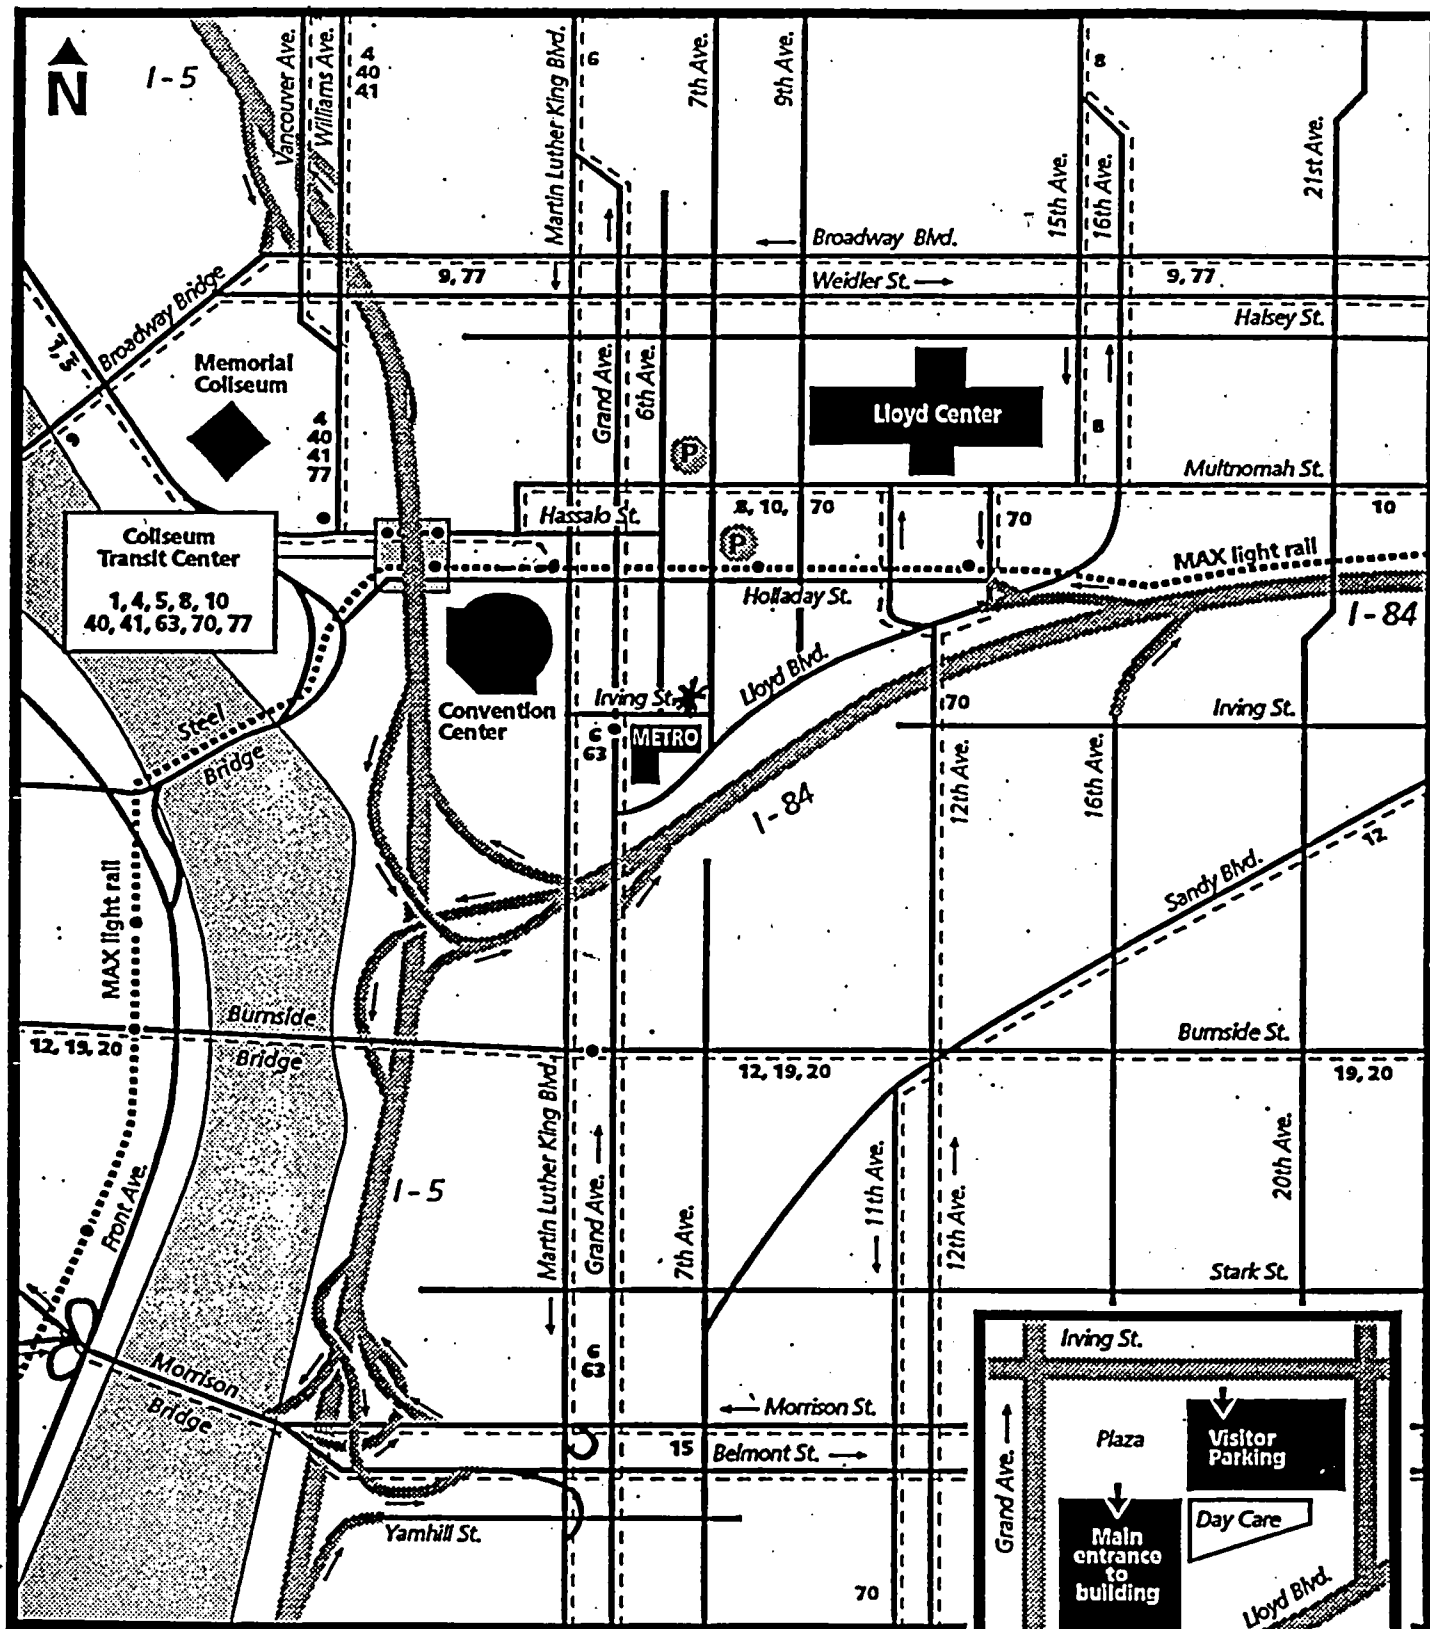 N
I-5
Vancouver Ave.
Williams Ave.
4
40
41
Martin Luther King Blvd.
6
7th Ave.
9th Ave.
8
15th Ave.
16th Ave.
21st Ave.
Broadway Blvd.
9, 77
Weidler St.
9, 77
Halsey St.
Broadway Bridge
1, 5
9
Memorial
Coliseum
4
40
41
77
Grand Ave.
6th Ave.
P
Lloyd Center
8
Multnomah St.
Hassalo St.
8, 10, 70
70
10
P
MAX light rail
Coliseum
Transit Center
1, 4, 5, 8, 10
40, 41, 63, 70, 77
Holladay St.
I-84
Lloyd Blvd.
Convention
Center
Irving St.
METRO
6
63
Steel
Bridge
70
Irving St.
12th Ave.
16th Ave.
I-84
12
Sandy Blvd.
MAX light rail
Burnside
Bridge
12, 19, 20
12, 19, 20
Burnside St.
19, 20
Martin Luther King Blvd.
Grand Ave.
7th Ave.
11th Ave.
12th Ave.
20th Ave.
I-5
Front Ave.
Stark St.
6
63
Morrison
Bridge
Morrison St.
15
Belmont St.
Yamhill St.
70
Irving St.
Grand Ave.
Plaza
Visitor
Parking
Day Care
Main
entrance
to
building
Lloyd Blvd.